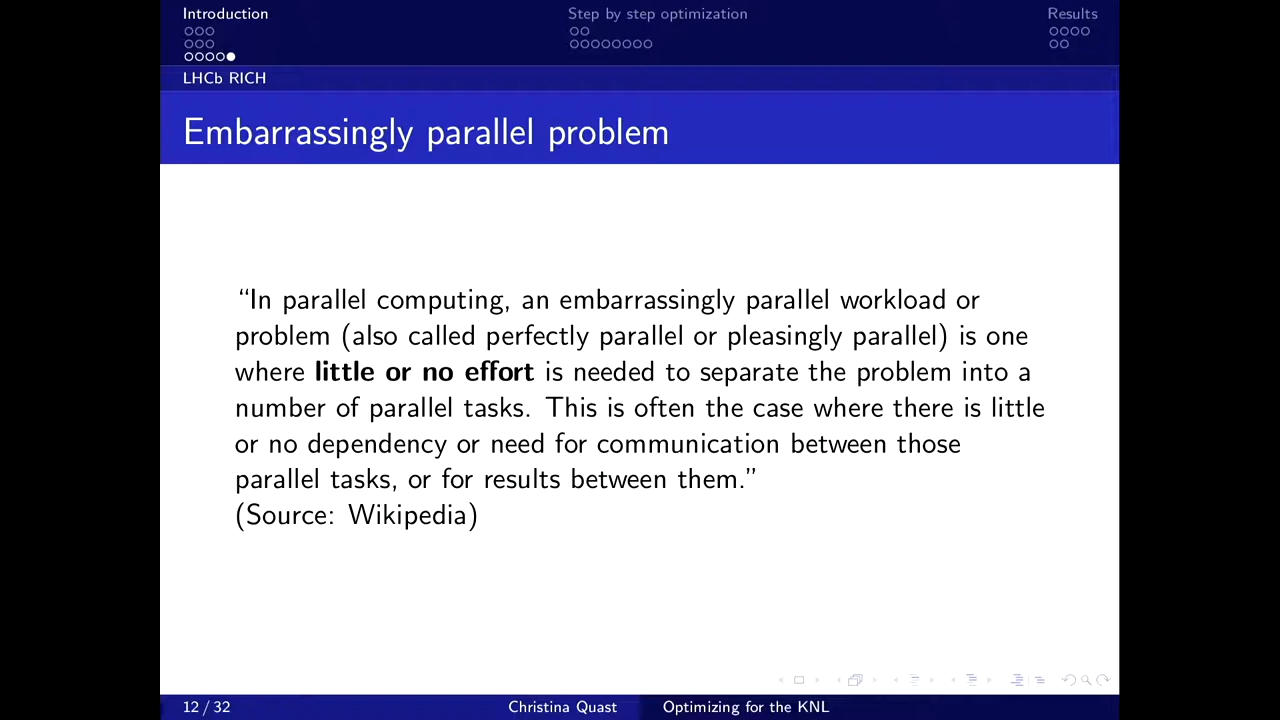 Introduction
Step by step optimization
Results
LHCb RICH
Embarrassingly parallel problem
“In parallel computing, an embarrassingly parallel workload or
problem (also called perfectly parallel or pleasingly parallel) is one
where little or no effort is needed to separate the problem into a
number of parallel tasks. This is often the case where there is little
or no dependency or need for communication between those
parallel tasks, or for results between them.”
(Source: Wikipedia)
12 / 32
Christina Quast
Optimizing for the KNL